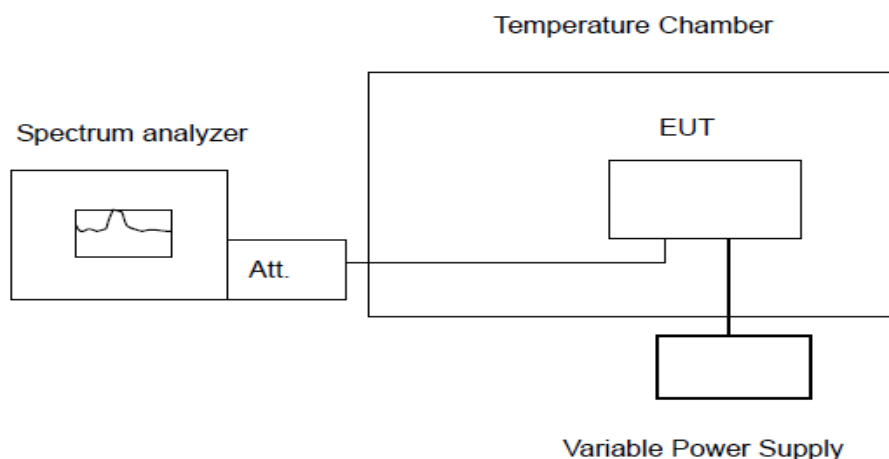 Temperature Chamber
Spectrum analyzer
EUT
Att.
Variable Power Supply